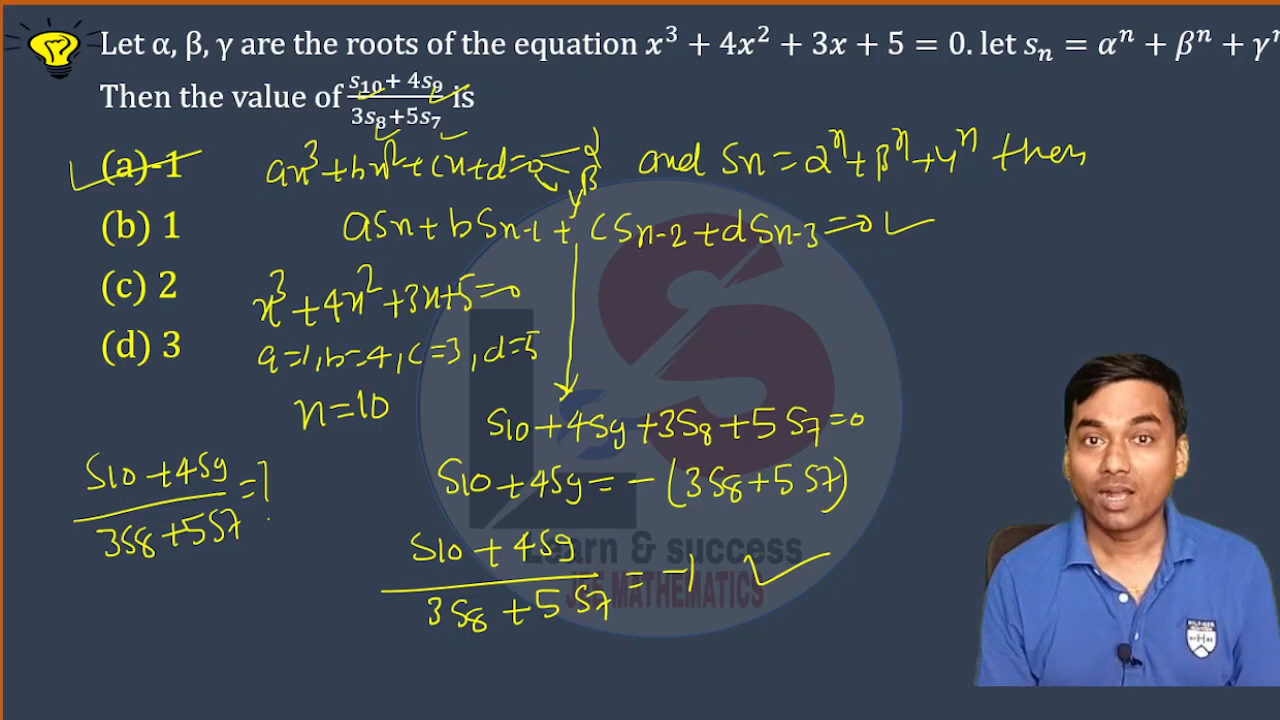 Let α, β, γ are the roots of the equation x³ + 4x² + 3x + 5 = 0. let sₙ = αⁿ + βⁿ + γⁿ
Then the value of (s₁₀ + 4s₉)/(3s₈+5s₇) is
(a)-1
(b) 1
(c) 2
(d) 3
ax³+bx²+cx+d=0 α β γ and Sn = αⁿ+βⁿ+γⁿ then
aSn + bSn-1 + cSn-2 + dSn-3 = 0
x³+4x²+3x+5=0
a=1, b=4, c=3, d=5
n=10
S10+4S9+3S8+5S7=0
S10+4S9 = -(3S8+5S7)
(S10+4S9)/(3S8+5S7) = ?
(S10+4S9)/(3S8+5S7) = -1
LS
Learn & success
JEE MATHEMATICS